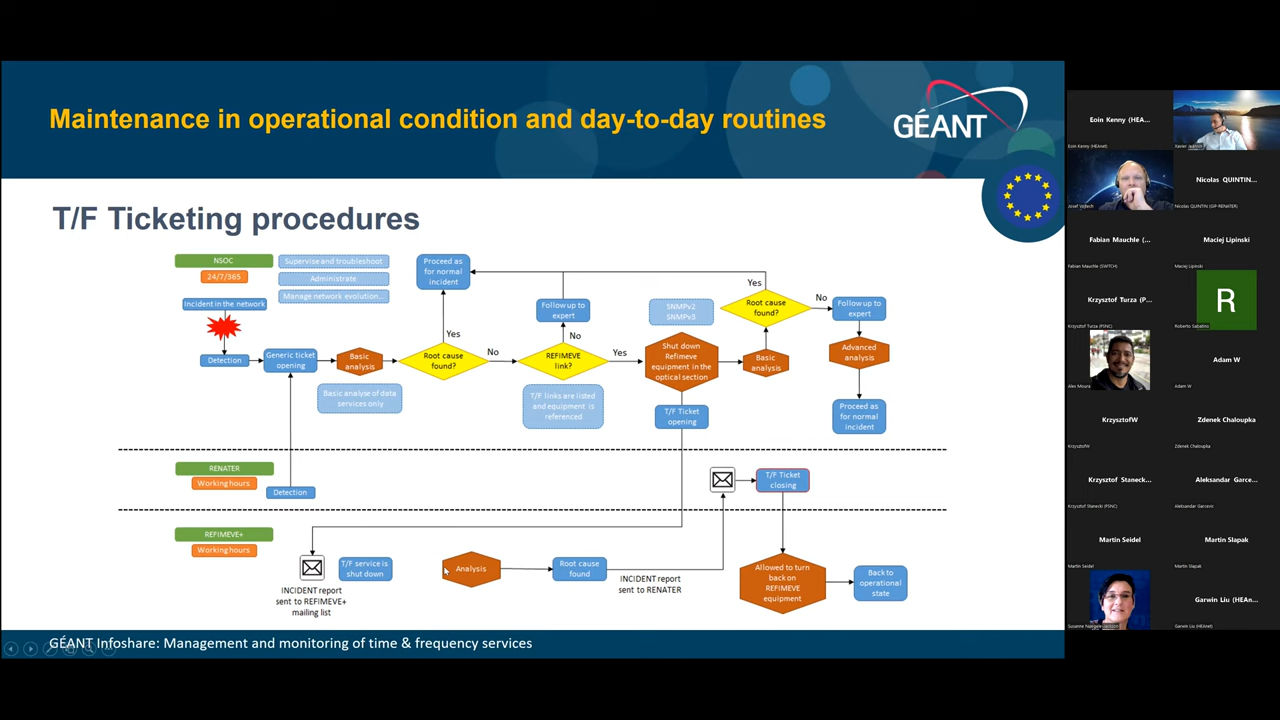 Maintenance in operational condition and day-to-day routines
GÉANT
T/F Ticketing procedures
NSOC
24/7/365
Supervise and troubleshoot
Administrate
Manage network evolution...
Incident in the network
Detection
Generic ticket
opening
Basic
analysis
Basic analyse of data
services only
Proceed as
for normal
incident
Yes
Root cause
found?
No
Follow up to
expert
No
REFIMEVE
link?
Yes
T/F links are listed
and equipment is
referenced
SNMPv2
SNMPv3
Shut down
Refimeve
equipment in the
optical section
T/F Ticket
opening
Basic
analysis
Yes
Root cause
found?
No
Follow up to
expert
Advanced
analysis
Proceed as
for normal
incident
RENATER
Working hours
Detection
T/F Ticket
closing
REFIMEVE+
Working hours
T/F service is
shut down
INCIDENT report
sent to REFIMEVE+
mailing list
Analysis
Root cause
found
INCIDENT report
sent to RENATER
Allowed to turn
back on
REFIMEVE
equipment
Back to
operational
state
GÉANT Infoshare: Management and monitoring of time & frequency services
Eoin Kenny (HEA...
Eoin Kenny (HEAnet)
Josef Vojtech
Nicolas QUINTIN...
Nicolas QUINTIN (GIP-RENATER)
Fabian Mauchle (...
Fabian Mauchle (SWITCH)
Maciej Lipinski
Maciej Lipinski
Krzysztof Turza (P...
Krzysztof Turza (PSNC)
R
Roberto Sabatino
Alex Moura
Adam W
Adam W
KrzysztofW
KrzysztofW
Zdenek Chaloupka
Zdenek Chaloupka
Krzysztof Staneck...
Krzysztof Stanecki (PSNC)
Aleksandar Garce...
Aleksandar Garcevic
Martin Seidel
Martin Seidel
Martin Slapak
Martin Slapak
Susanne Naegele-Jackson
Garwin Liu (HEAn...
Garwin Liu (HEAnet)